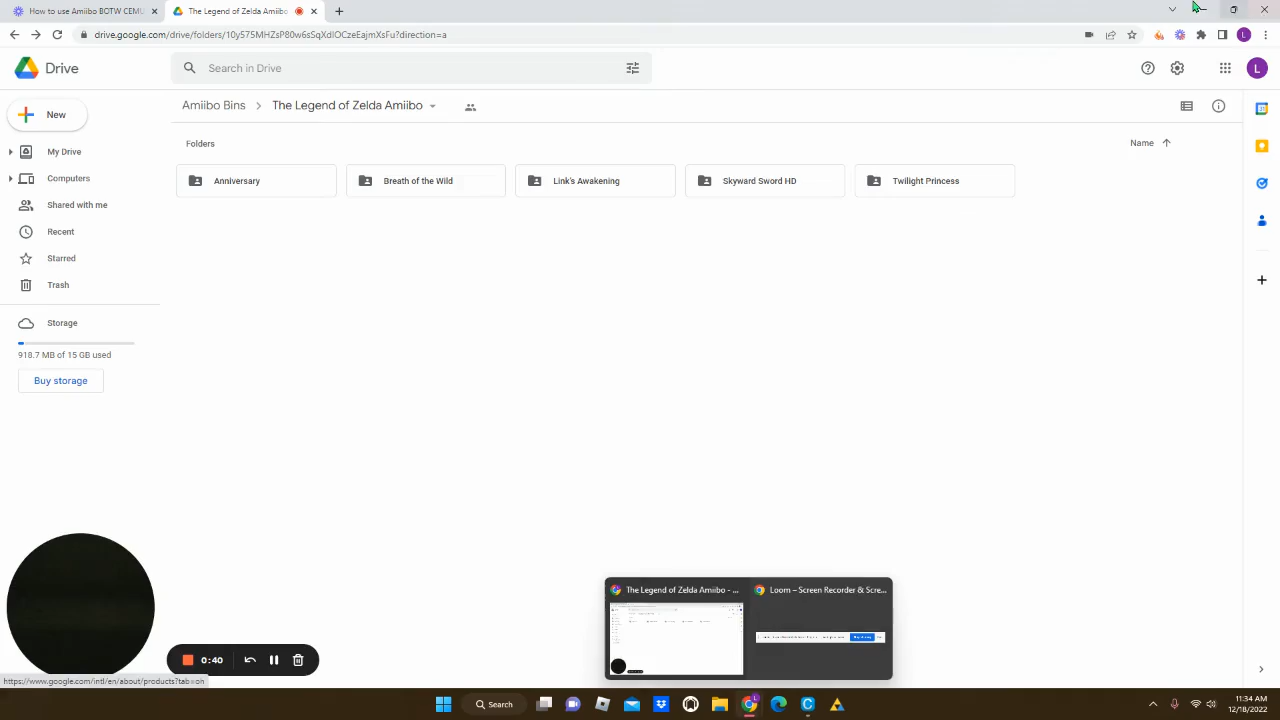 How to use Amiibo BOTW CEMU
The Legend of Zelda Amiibo
drive.google.com/drive/folders/10y575MHZsP80w6sSqXdIOCzeEajmXsFu?direction=a
L
Drive
Search in Drive
L
New
Amiibo Bins
The Legend of Zelda Amiibo
Folders
Name
My Drive
Computers
Shared with me
Recent
Starred
Trash
Storage
918.7 MB of 15 GB used
Buy storage
Anniversary
Breath of the Wild
Link's Awakening
Skyward Sword HD
Twilight Princess
The Legend of Zelda Amiibo - ...
Loom – Screen Recorder & Scre...
0:40
https://www.google.com/intl/en/about/products?tab=oh
Search
11:34 AM
12/18/2022